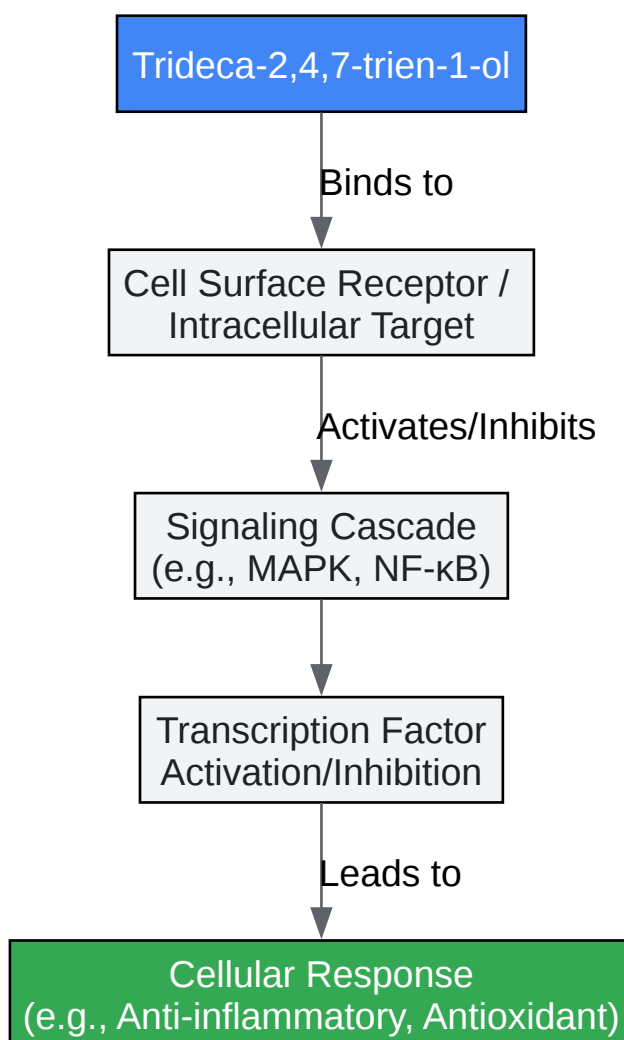 Trideca-2,4,7-trien-1-ol
Binds to
Cell Surface Receptor /
Intracellular Target
Activates/Inhibits
Signaling Cascade
(e.g., MAPK, NF-κB)
Transcription Factor
Activation/Inhibition
Leads to
Cellular Response
(e.g., Anti-inflammatory, Antioxidant)